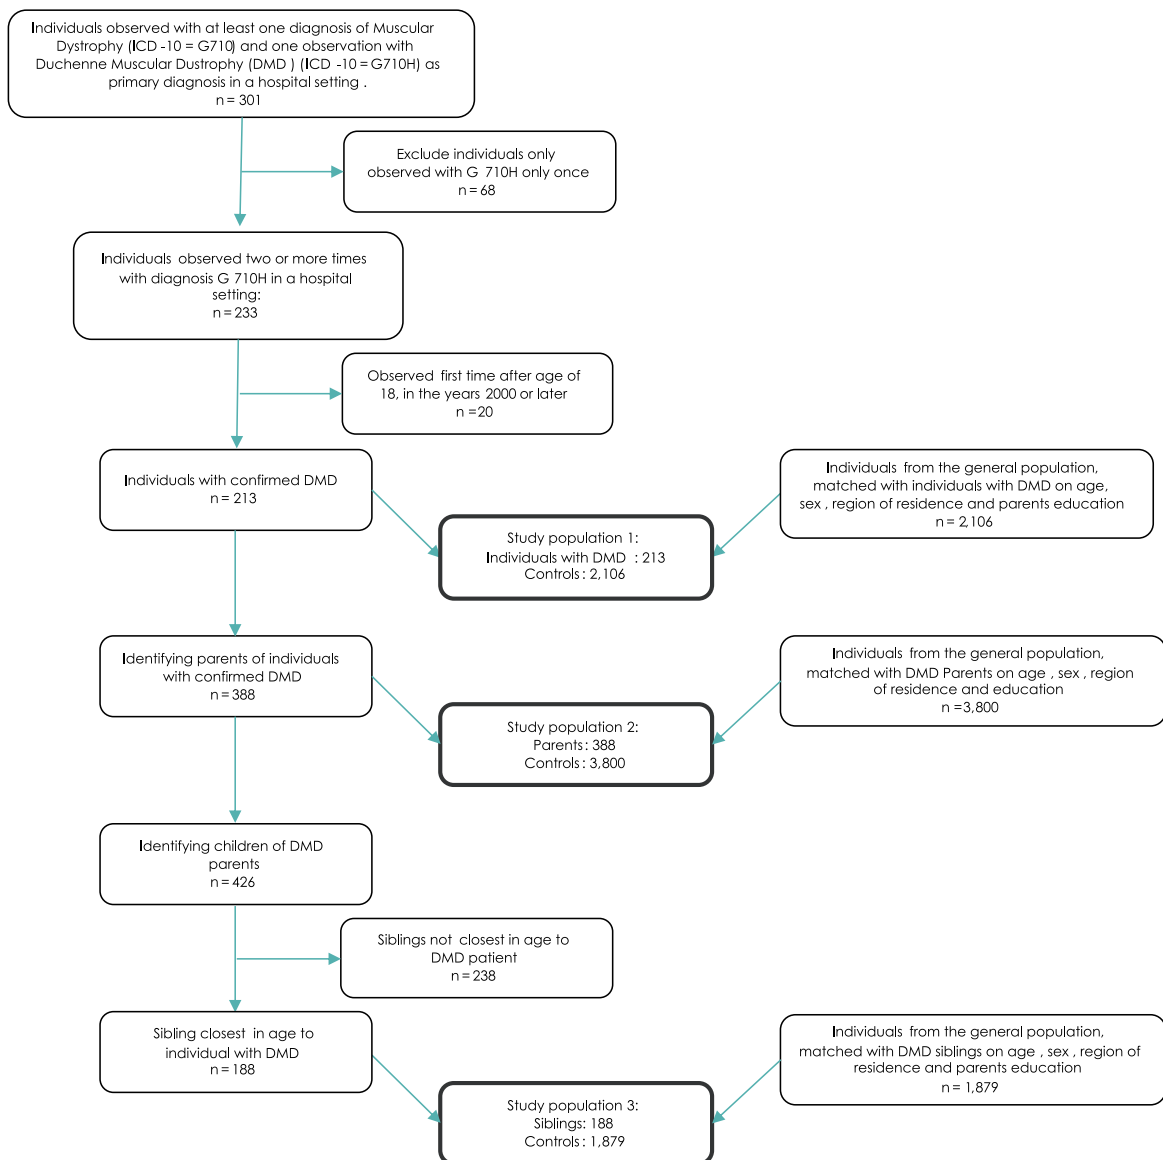 Individuals observed with at least one diagnosis of Muscular
Dystrophy (ICD -10 = G710) and one observation with
Duchenne Muscular Dustrophy (DMD ) (ICD -10 = G710H) as
primary diagnosis in a hospital setting .
n = 301
Exclude individuals only
observed with G 710H only once
n = 68
Individuals observed two or more times
with diagnosis G 710H in a hospital
setting:
n = 233
Observed first time after age of
18, in the years 2000 or later
n =20
Individuals with confirmed DMD
n = 213
Individuals from the general population,
matched with individuals with DMD on age,
sex , region of residence and parents education
n = 2,106
Study population 1:
Individuals with DMD : 213
Controls : 2,106
Identifying parents of individuals
with confirmed DMD
n = 388
Individuals from the general population,
matched with DMD Parents on age , sex , region
of residence and education
n =3,800
Study population 2:
Parents : 388
Controls : 3,800
Identifying children of DMD
parents
n = 426
Siblings not closest in age to
DMD patient
n = 238
Sibling closest in age to
individual with DMD
n = 188
Individuals from the general population,
matched with DMD siblings on age , sex , region of
residence and parents education
n = 1,879
Study population 3:
Siblings: 188
Controls : 1,879